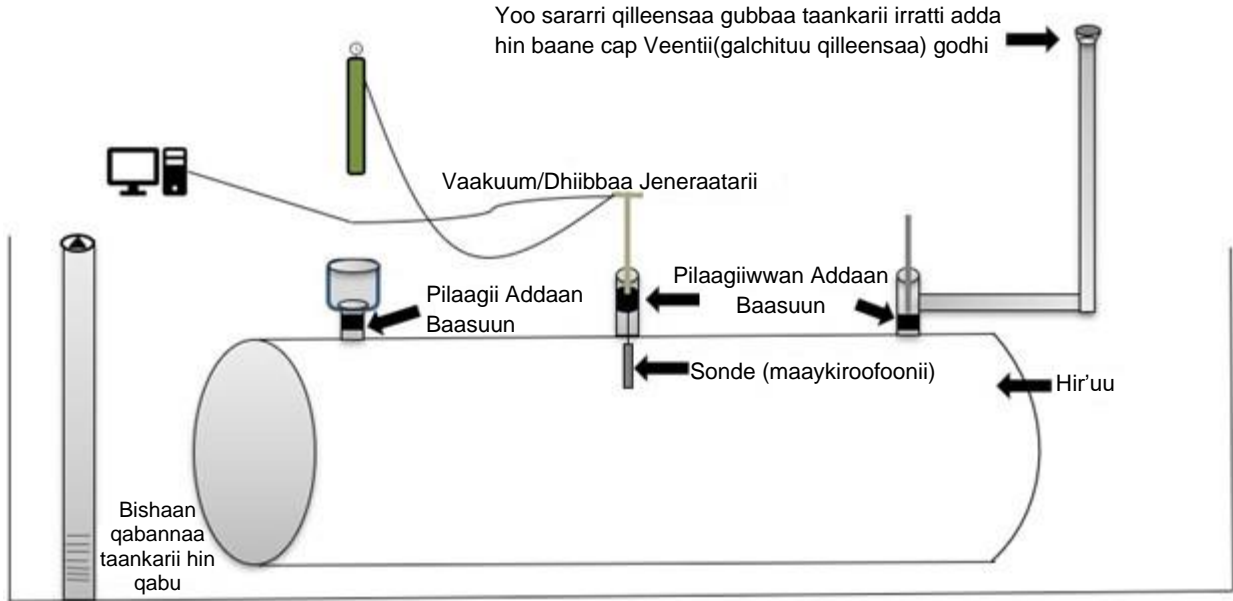 Yoo sararri qilleensaa gubbaa taankarii irratti adda
hin baane cap Veentii(galchituu qilleensaa) godhi
Vaakuum/Dhiibbaa Jeneraatarii
Pilaagii Addaan
Baasuun
Pilaagiiwwan Addaan
Baasuun
Sonde (maaykiroofoonii)
Hir’uu
Bishaan
qabannaa
taankarii hin
qabu